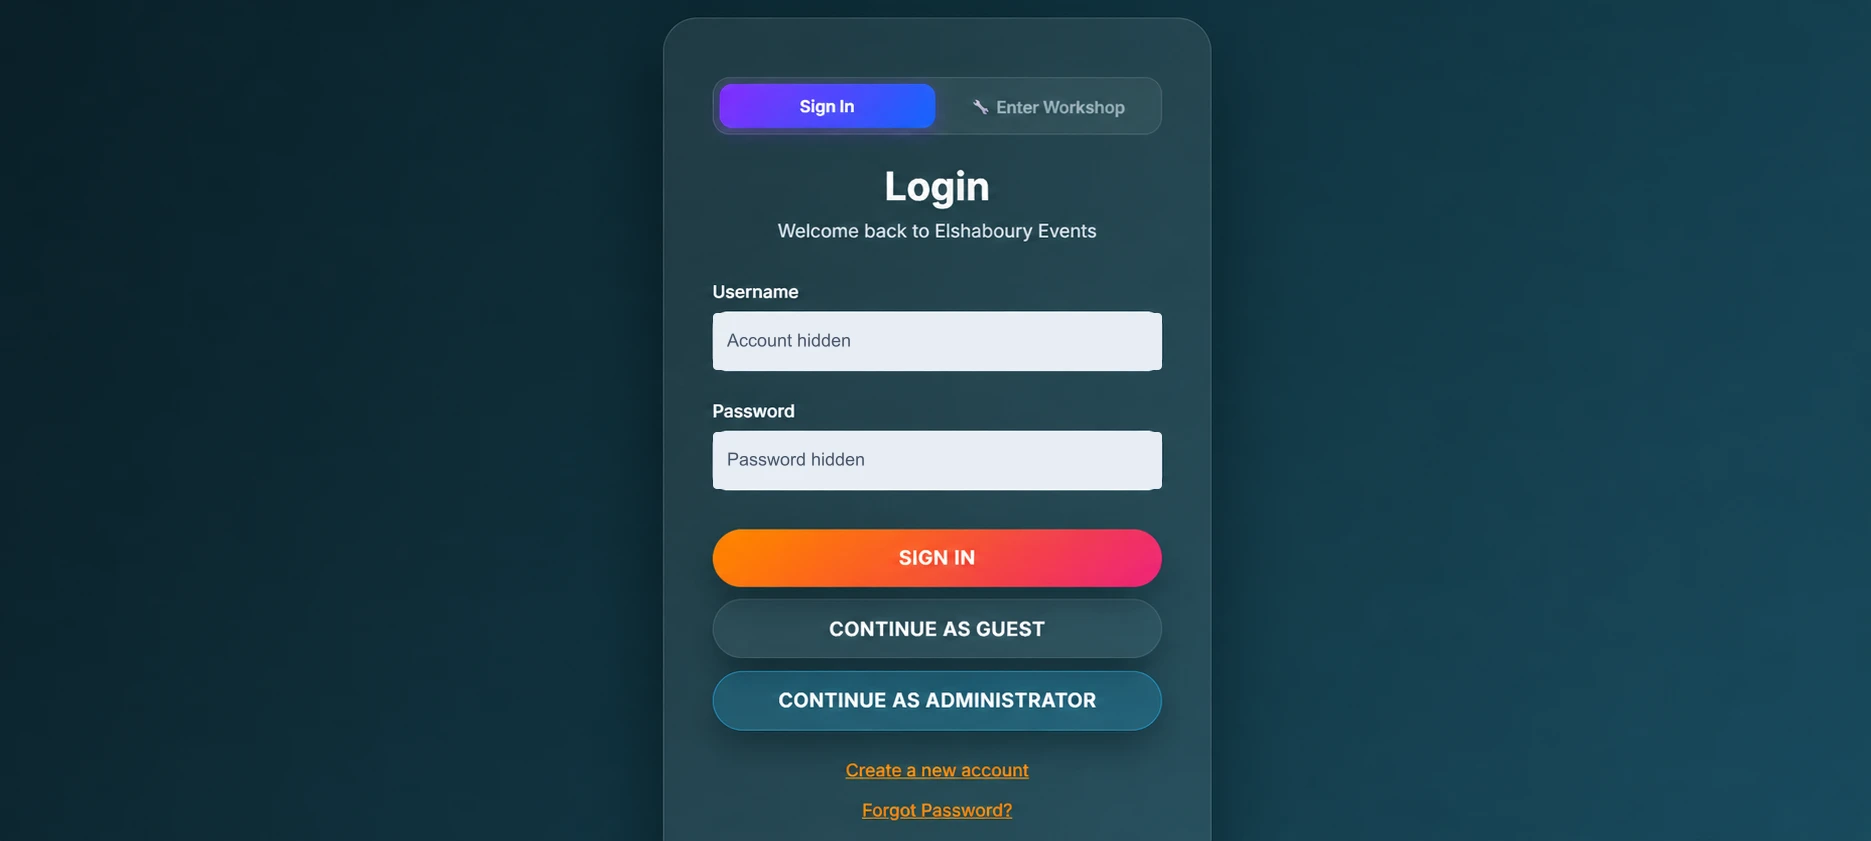 Sign In
Enter Workshop
Login
Welcome back to Elshaboury Events
Username
Account hidden
Password
Password hidden
SIGN IN
CONTINUE AS GUEST
CONTINUE AS ADMINISTRATOR
Create a new account
Forgot Password?